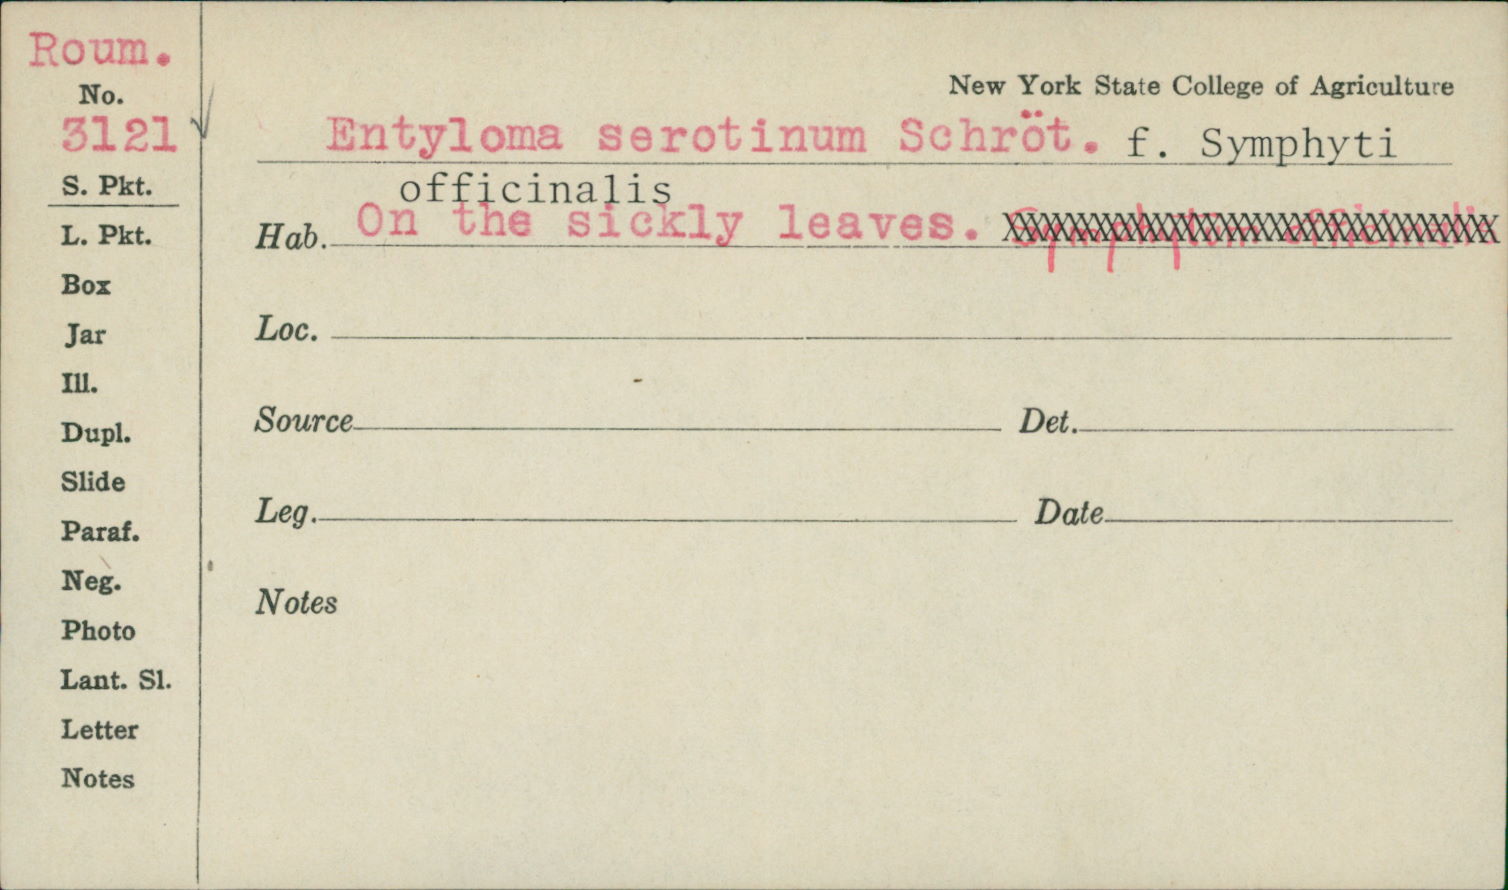 Roum.
No.
3121
S. Pkt.
L. Pkt.
Box
Jar
Ill.
Dupl.
Slide
Paraf.
Neg.
Photo
Lant. Sl.
Letter
Notes
New York State College of Agriculture
Entyloma serotinum Schröt. f. Symphyti
officinalis
Hab. On the sickly leaves. Symphytum officinalis
Loc.
Source Det.
Leg. Date
Notes